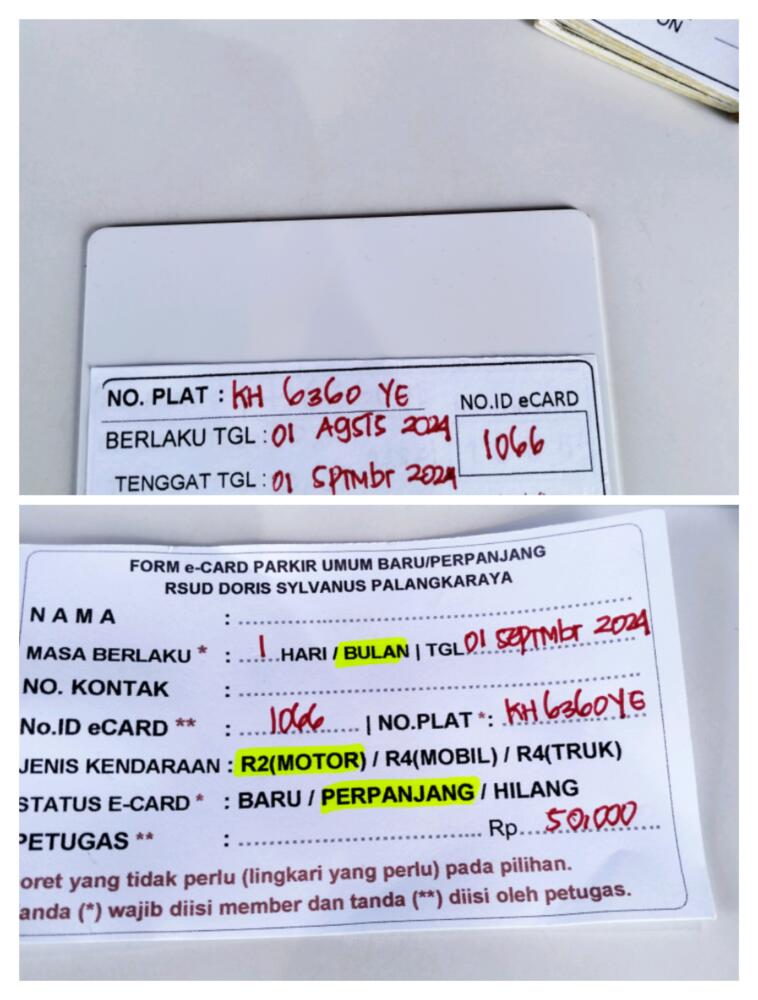 ON
NO. PLAT : KH 6360 YE
NO.ID eCARD
BERLAKU TGL : 01 Agsts 2024
1066
TENGGAT TGL : 01 Sptmbr 2024
FORM e-CARD PARKIR UMUM BARU/PERPANJANG
RSUD DORIS SYLVANUS PALANGKARAYA
NAMA :
MASA BERLAKU * : 1 HARI / BULAN | TGL 01 Septmbr 2024
NO. KONTAK :
No.ID eCARD ** : 1066 | NO.PLAT *: KH 6360 YE
JENIS KENDARAAN : R2(MOTOR) / R4(MOBIL) / R4(TRUK)
STATUS E-CARD * : BARU / PERPANJANG / HILANG
PETUGAS ** : Rp. 50,000
oret yang tidak perlu (lingkari yang perlu) pada pilihan.
anda (*) wajib diisi member dan tanda (**) diisi oleh petugas.